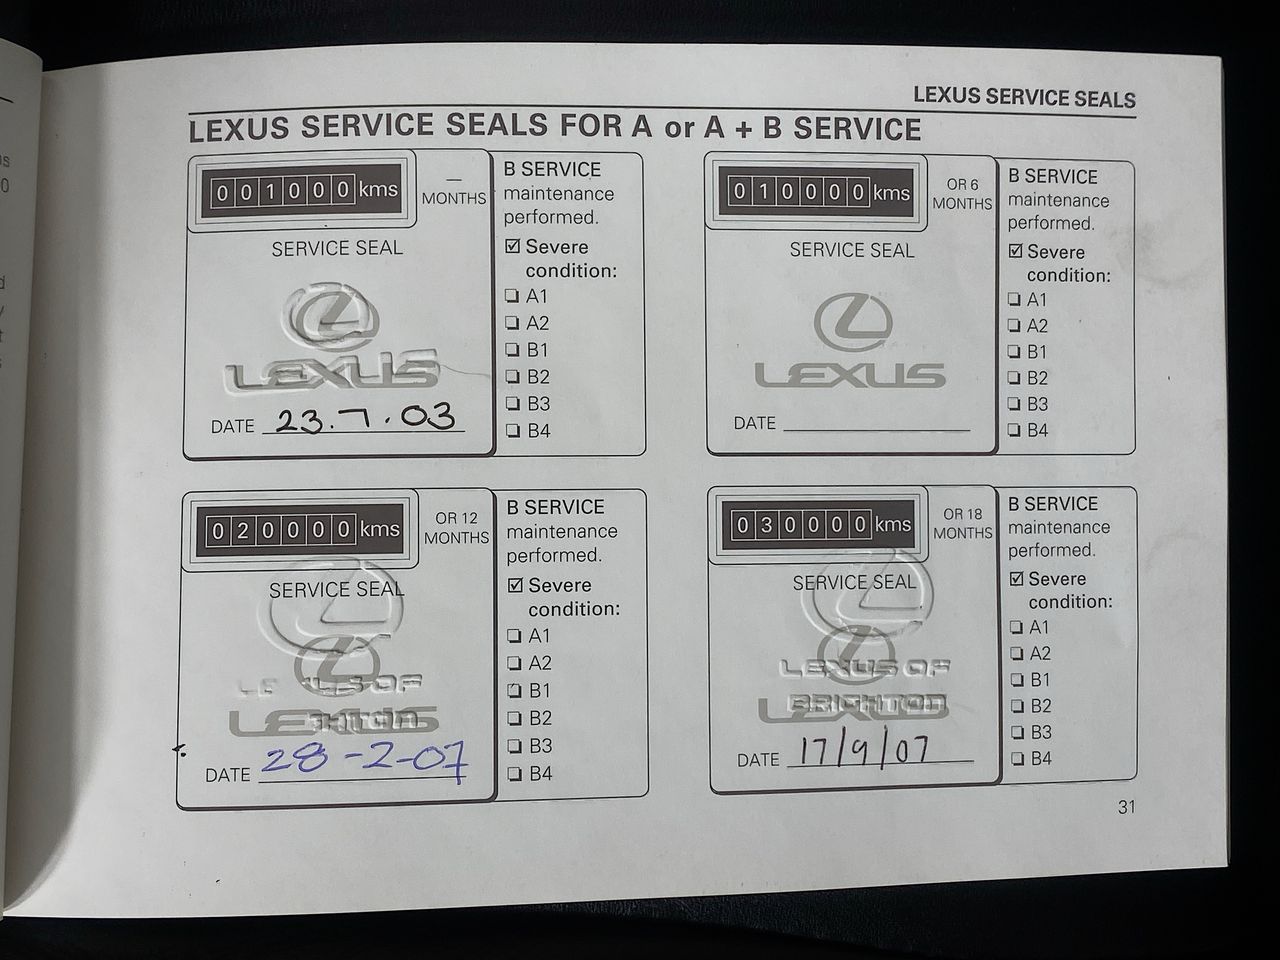 LEXUS SERVICE SEALS
LEXUS SERVICE SEALS FOR A or A + B SERVICE
001000 kms
—
MONTHS
SERVICE SEAL
LEXUS
DATE 23.7.03
B SERVICE
maintenance
performed.
☑ Severe
condition:
❏ A1
❏ A2
❏ B1
❏ B2
❏ B3
❏ B4
010000 kms
OR 6
MONTHS
SERVICE SEAL
LEXUS
DATE
B SERVICE
maintenance
performed.
☑ Severe
condition:
❏ A1
❏ A2
❏ B1
❏ B2
❏ B3
❏ B4
020000 kms
OR 12
MONTHS
SERVICE SEAL
OF
LEXUS
DATE 28-2-07
B SERVICE
maintenance
performed.
☑ Severe
condition:
❏ A1
❏ A2
❏ B1
❏ B2
❏ B3
❏ B4
030000 kms
OR 18
MONTHS
SERVICE SEAL
LEXUS OF
BRIGHTON
LEXUS
DATE 17/9/07
B SERVICE
maintenance
performed.
☑ Severe
condition:
❏ A1
❏ A2
❏ B1
❏ B2
❏ B3
❏ B4
31